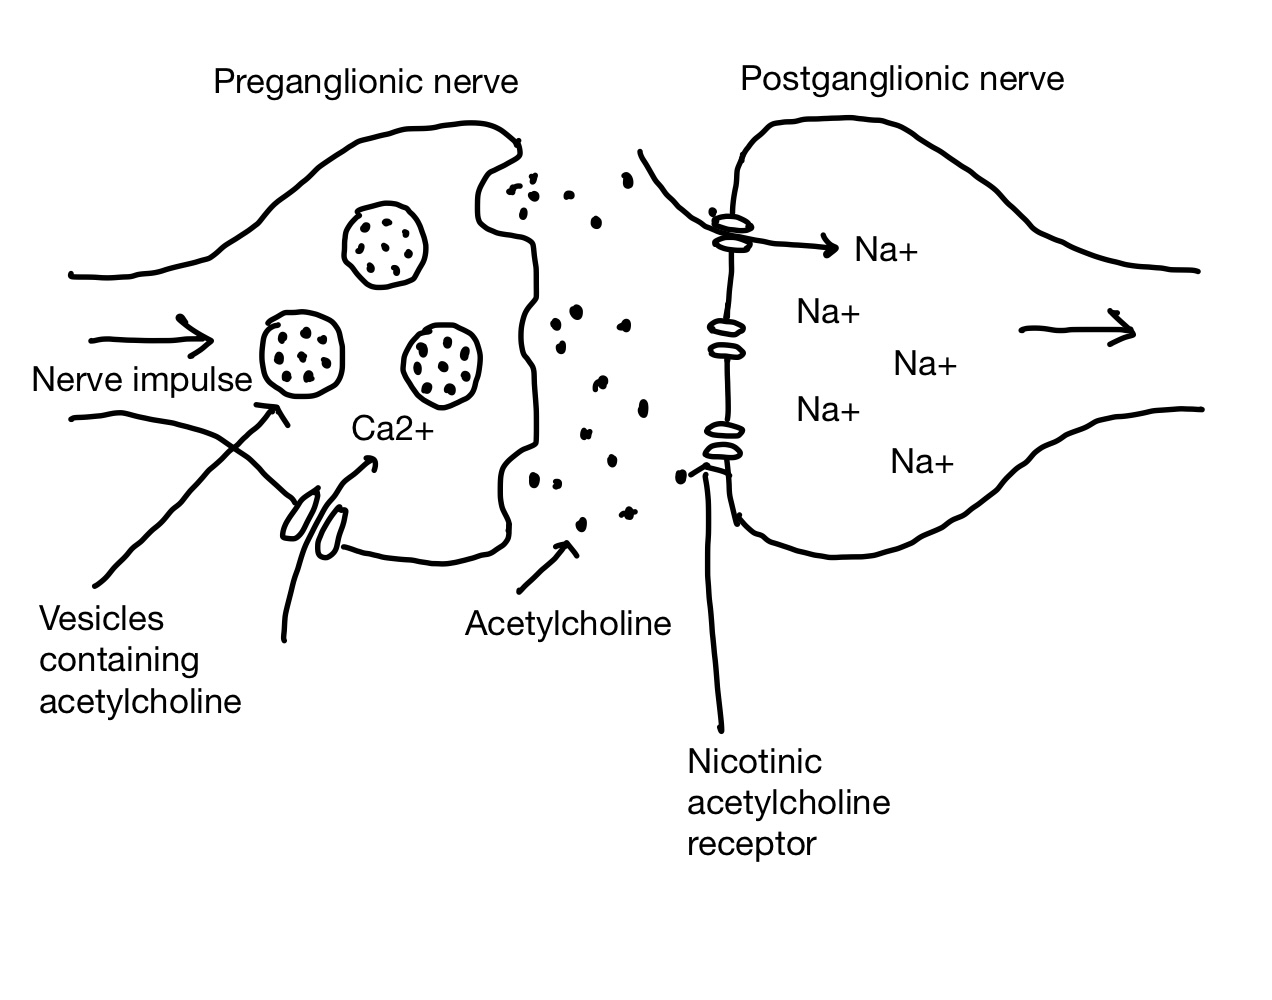 Preganglionic nerve
Postganglionic nerve
Na+
Na+
Na+
Nerve impulse
Na+
Ca2+
Na+
Vesicles
containing
acetylcholine
Acetylcholine
Nicotinic
acetylcholine
receptor